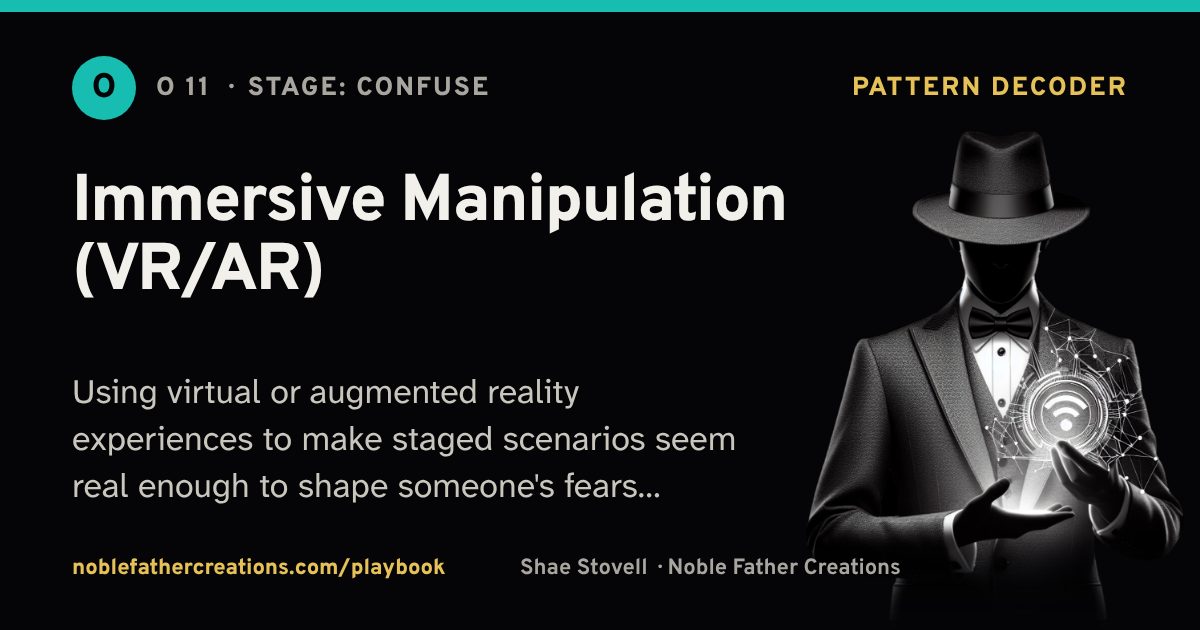 O
O 11 · STAGE: CONFUSE
PATTERN DECODER
Immersive Manipulation
(VR/AR)
Using virtual or augmented reality
experiences to make staged scenarios seem
real enough to shape someone's fears...
noblefathercreations.com/playbook
Shae Stovell · Noble Father Creations